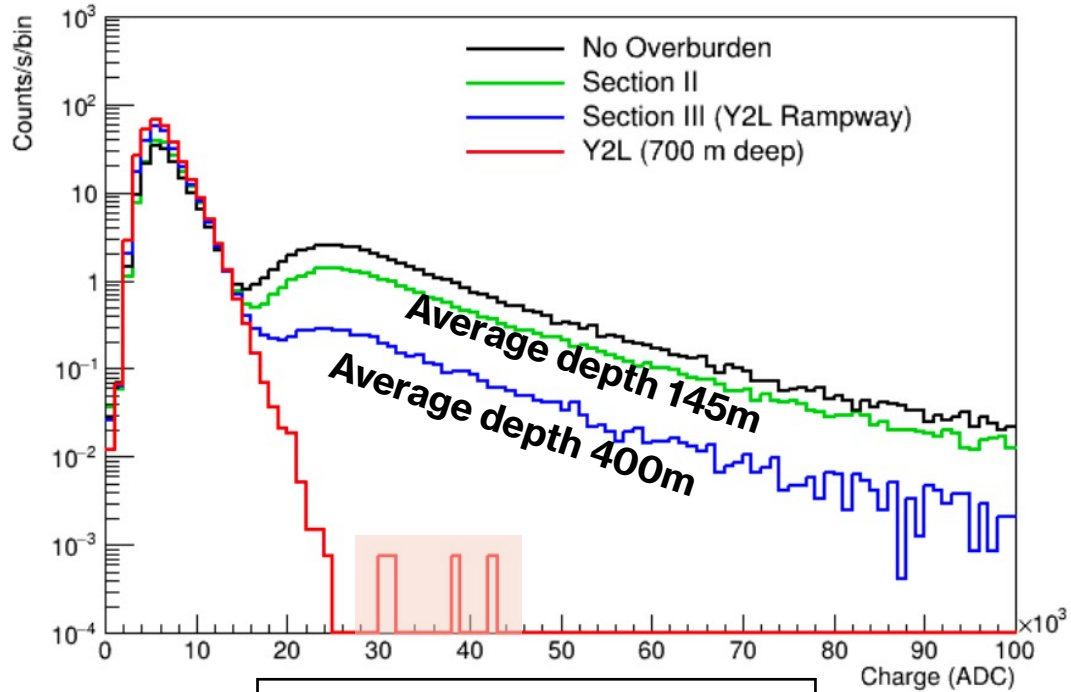 Counts/s/bin
10³
10²
10
1
10⁻¹
10⁻²
10⁻³
10⁻⁴
No Overburden
Section II
Section III (Y2L Rampway)
Y2L (700 m deep)
Average depth 145m
Average depth 400m
0 10 20 30 40 50 60 70 80 90 100
×10³
Charge (ADC)